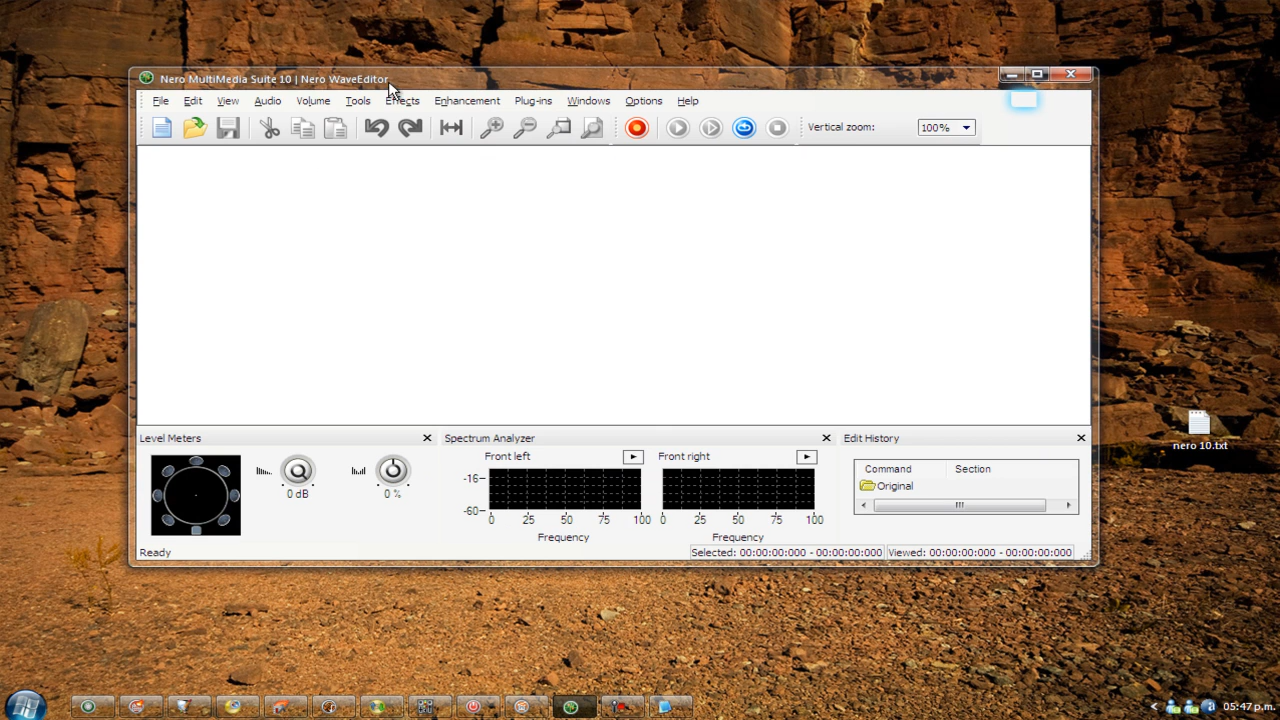 Nero MultiMedia Suite 10 | Nero WaveEditor
File Edit View Audio Volume Tools Effects Enhancement Plug-ins Windows Options Help
Vertical zoom: 100%
Level Meters
Spectrum Analyzer
Edit History
Front left
Front right
Command Section
Original
0 dB
0 %
-16
-60
0 25 50 75 100
0 25 50 75 100
Frequency
Frequency
Ready
Selected: 00:00:00:000 - 00:00:00:000
Viewed: 00:00:00:000 - 00:00:00:000
nero 10.txt
05:47 p.m.